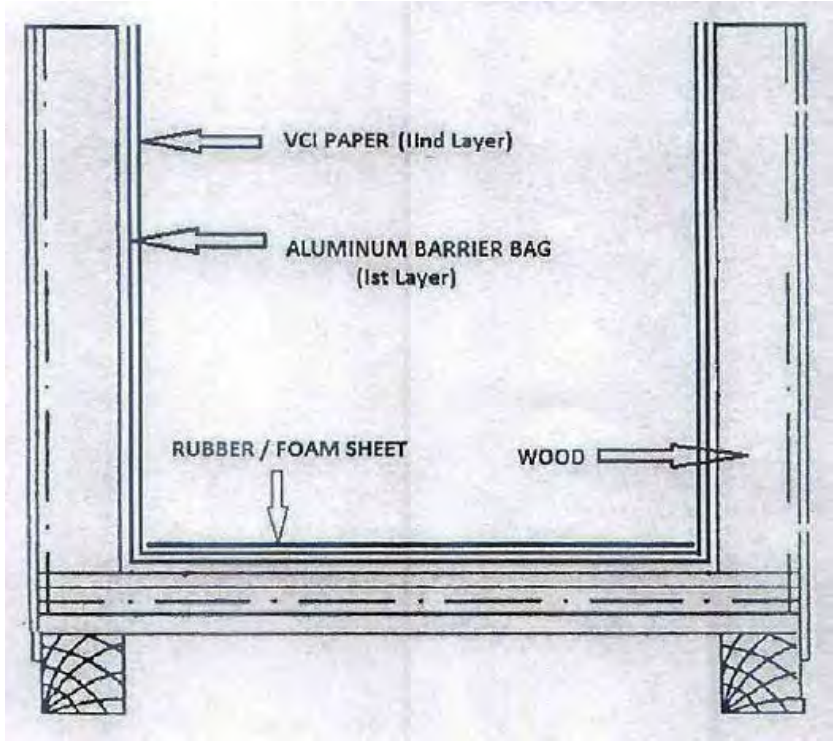 VCI PAPER (IInd Layer)
ALUMINUM BARRIER BAG
(Ist Layer)
RUBBER / FOAM SHEET
WOOD